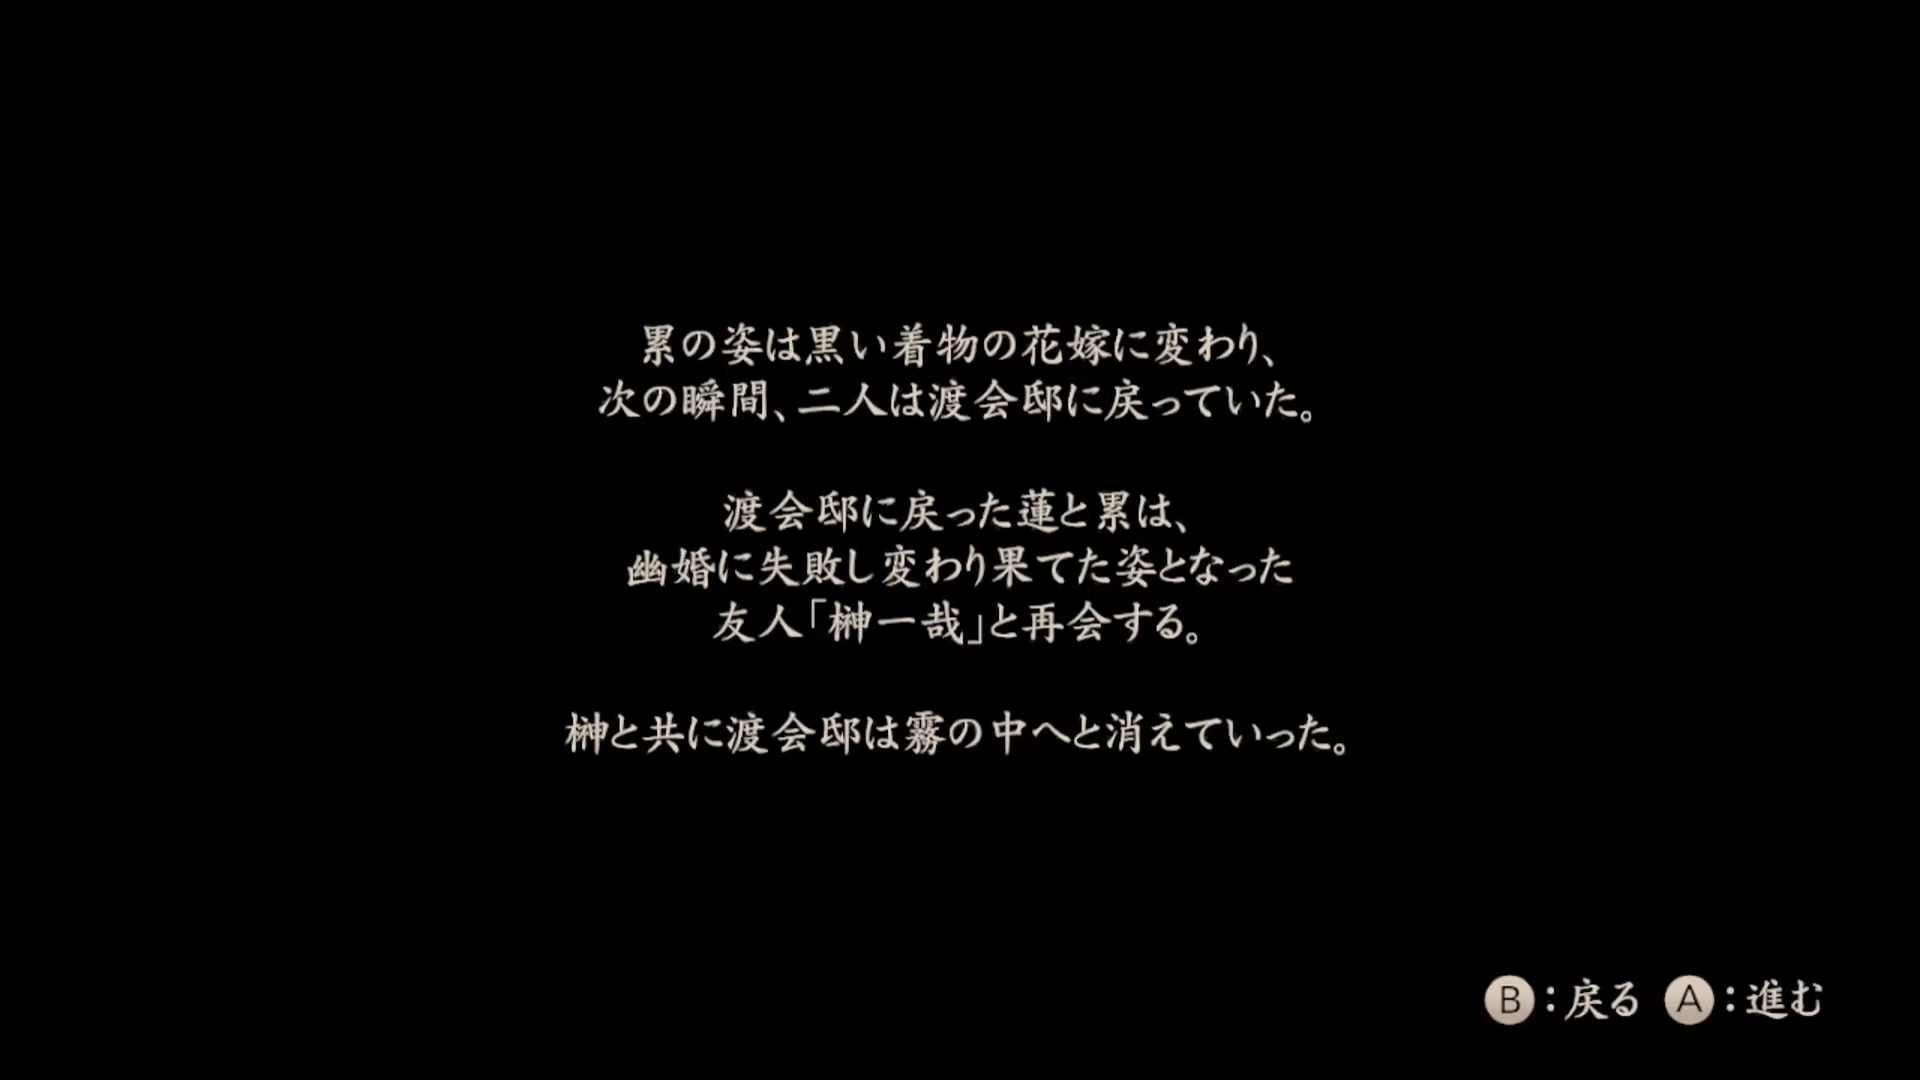 累の姿は黒い着物の花嫁に変わり、
次の瞬間、二人は渡会邸に戻っていた。
渡会邸に戻った蓮と累は、
幽婚に失敗し変わり果てた姿となった
友人「榊一哉」と再会する。
榊と共に渡会邸は霧の中へと消えていった。
B：戻る A：進む